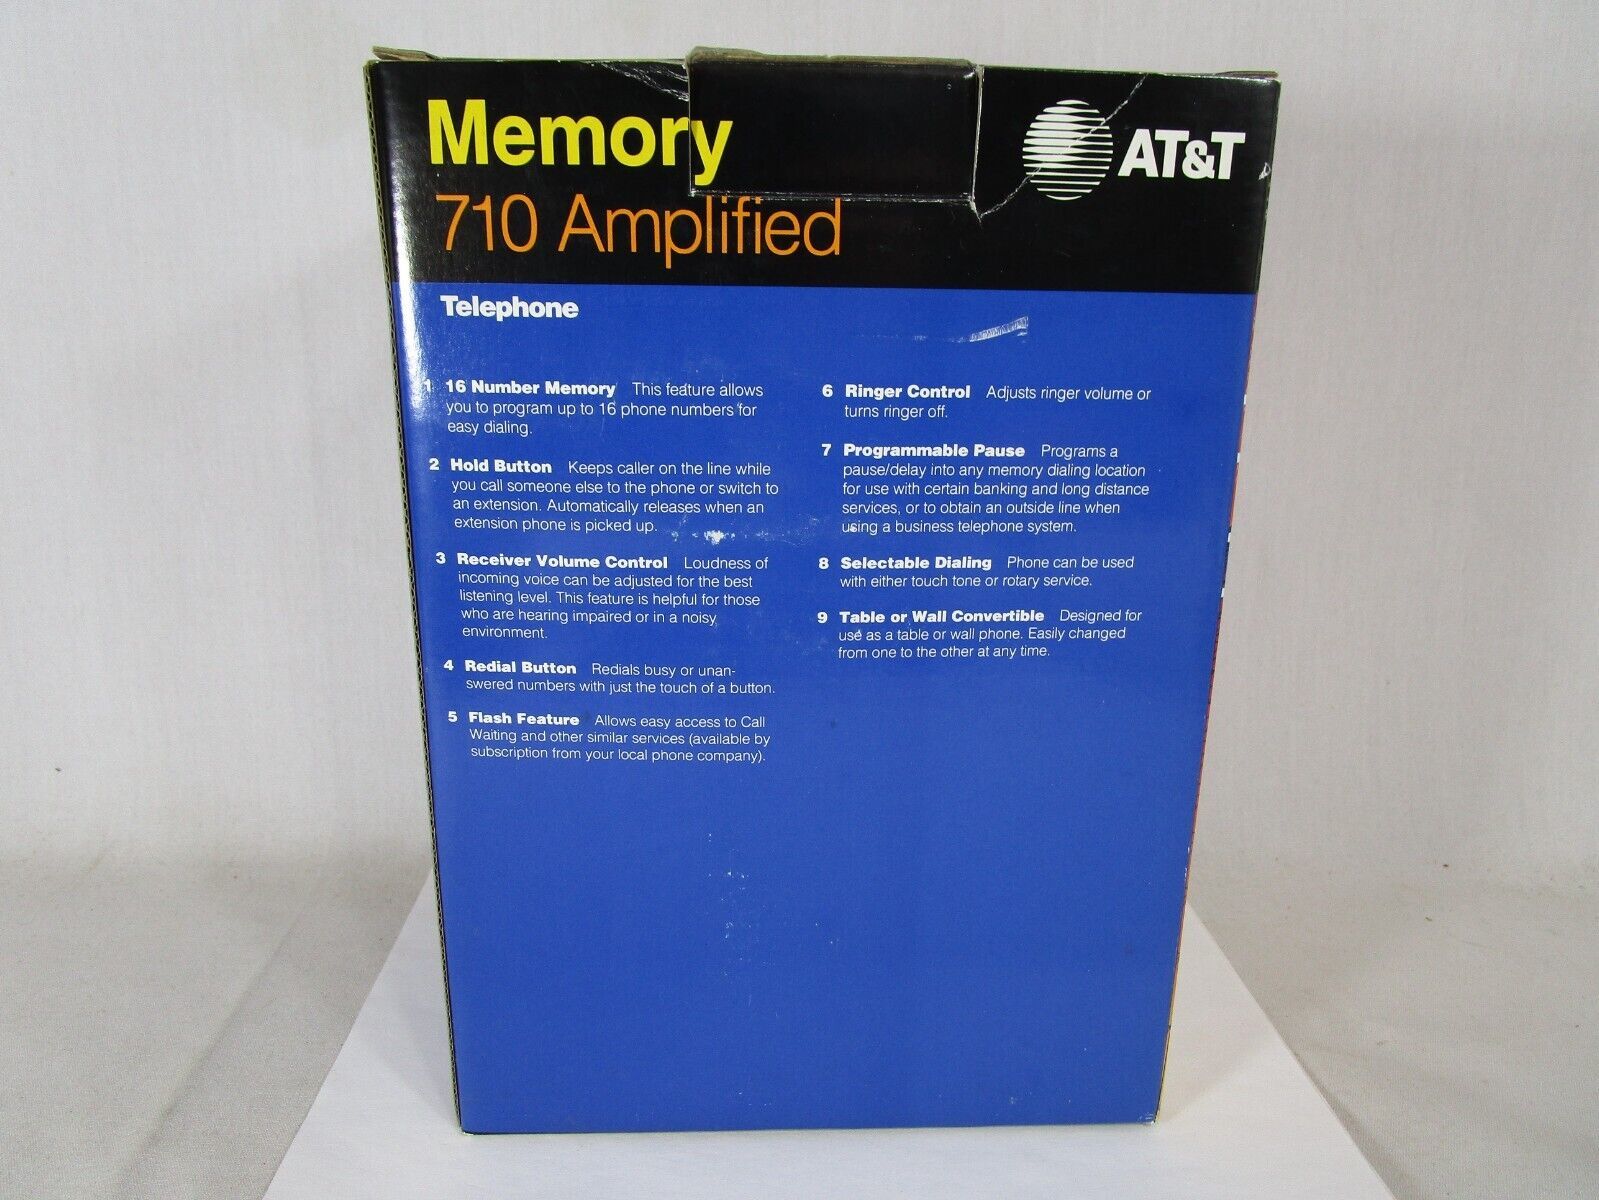 Memory
710 Amplified
AT&T
Telephone
1 16 Number Memory This feature allows
you to program up to 16 phone numbers for
easy dialing.
2 Hold Button Keeps caller on the line while
you call someone else to the phone or switch to
an extension. Automatically releases when an
extension phone is picked up.
3 Receiver Volume Control Loudness of
incoming voice can be adjusted for the best
listening level. This feature is helpful for those
who are hearing impaired or in a noisy
environment.
4 Redial Button Redials busy or unan-
swered numbers with just the touch of a button.
5 Flash Feature Allows easy access to Call
Waiting and other similar services (available by
subscription from your local phone company).
6 Ringer Control Adjusts ringer volume or
turns ringer off.
7 Programmable Pause Programs a
pause/delay into any memory dialing location
for use with certain banking and long distance
services, or to obtain an outside line when
using a business telephone system.
8 Selectable Dialing Phone can be used
with either touch tone or rotary service.
9 Table or Wall Convertible Designed for
use as a table or wall phone. Easily changed
from one to the other at any time.